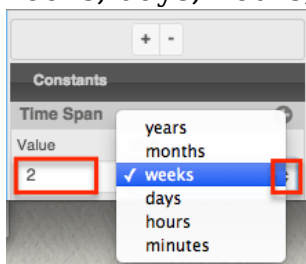 + -
Constants
Time Span
Value
2
years
months
✓ weeks
days
hours
minutes